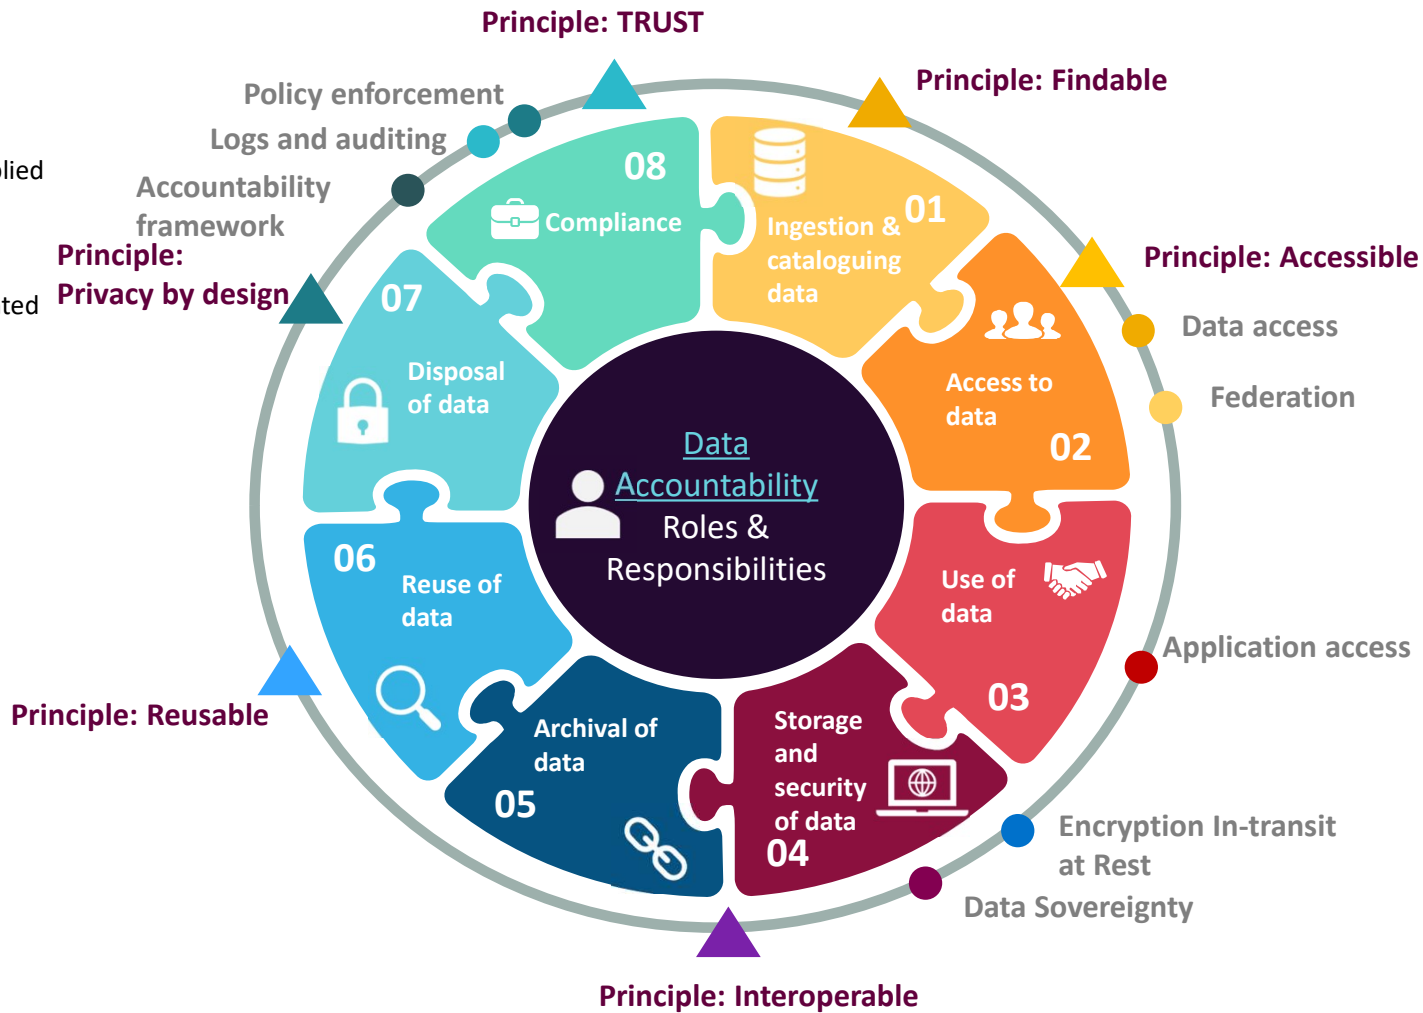 Principle: TRUST
Principle: Findable
Policy enforcement
Logs and auditing
Accountability
framework
Principle:
Privacy by design
Principle: Accessible
Data access
Federation
Application access
Encryption In-transit
at Rest
Data Sovereignty
Principle: Interoperable
Principle: Reusable
01
Ingestion &
cataloguing
data
Access to
data
02
Use of
data
03
Storage
and
security
of data
04
Archival of
data
05
06
Reuse of
data
07
Disposal
of data
08
Compliance
Data
Accountability
Roles &
Responsibilities